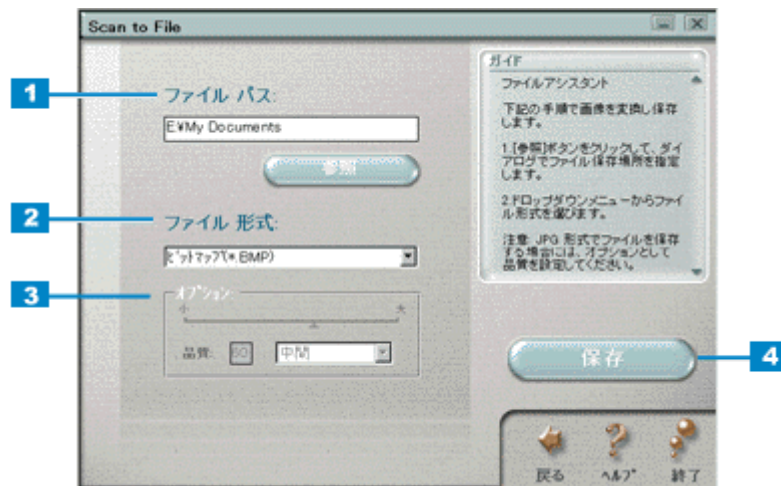 Scan to File
1
ファイル パス:
E:¥My Documents
参照
2
ファイル 形式:
ﾋﾞｯﾄﾏｯﾌﾟ(*.BMP)
3
ｵﾌﾟｼｮﾝ:
小
大
品質:
中間
ガイド
ファイルアシスタント
下記の手順で画像を変換し保存
します。
1.[参照]ボタンをクリックして、ダイ
アログでファイル保存場所を指定
します。
2.ドロップダウンメニューからファイ
ル形式を選びます。
注意: JPG 形式でファイルを保存
する場合には、オプションとして
品質を設定してください。
保存
4
戻る
ﾍﾙﾌﾟ
終了